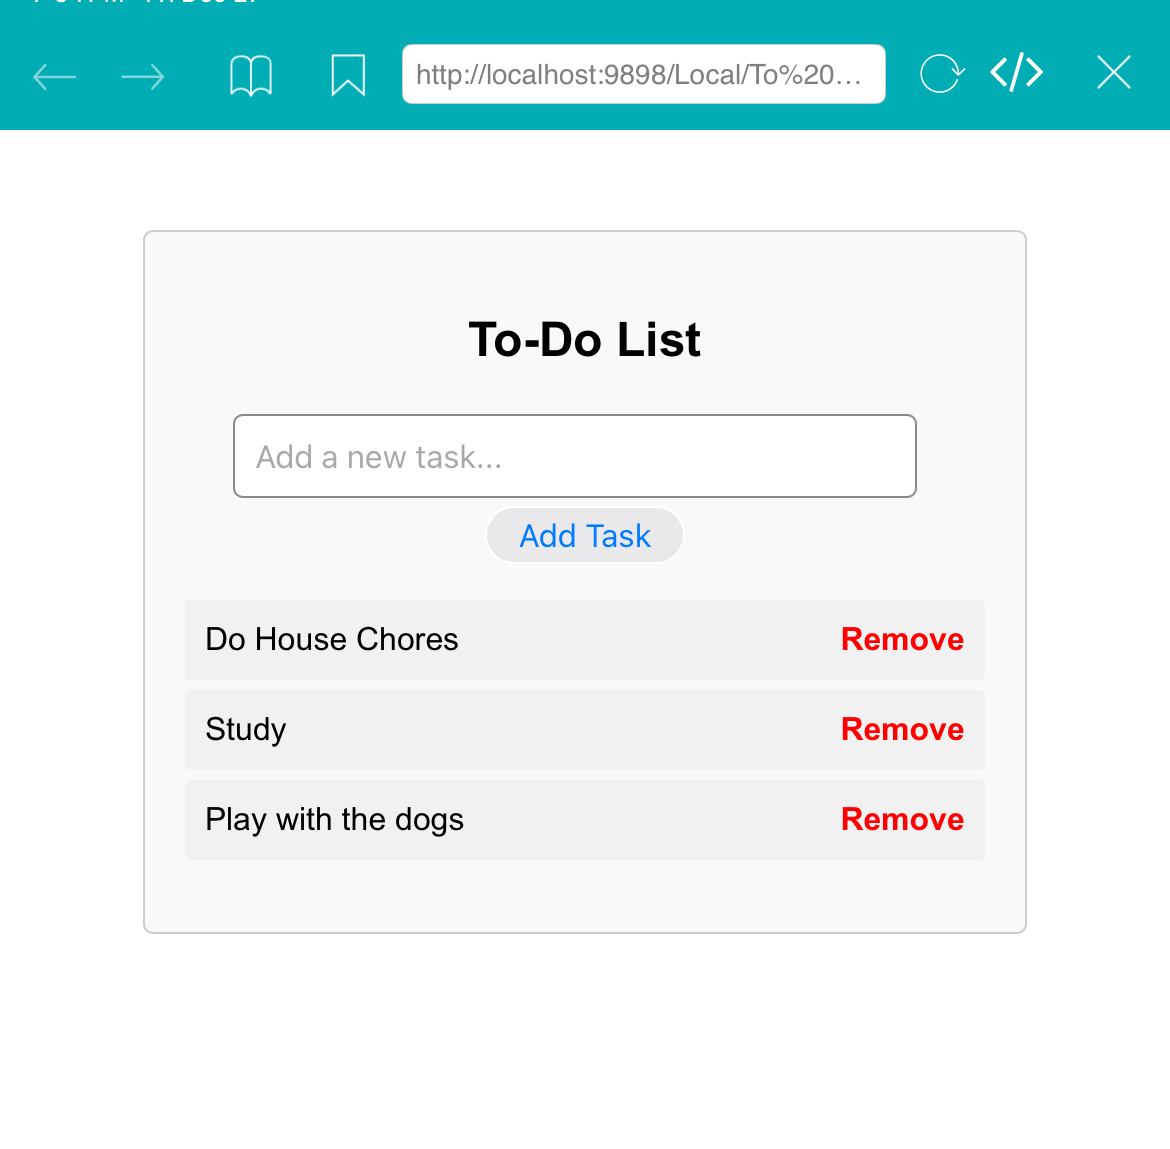 http://localhost:9898/Local/To%20...
To-Do List
Add a new task...
Add Task
Do House Chores Remove
Study Remove
Play with the dogs Remove